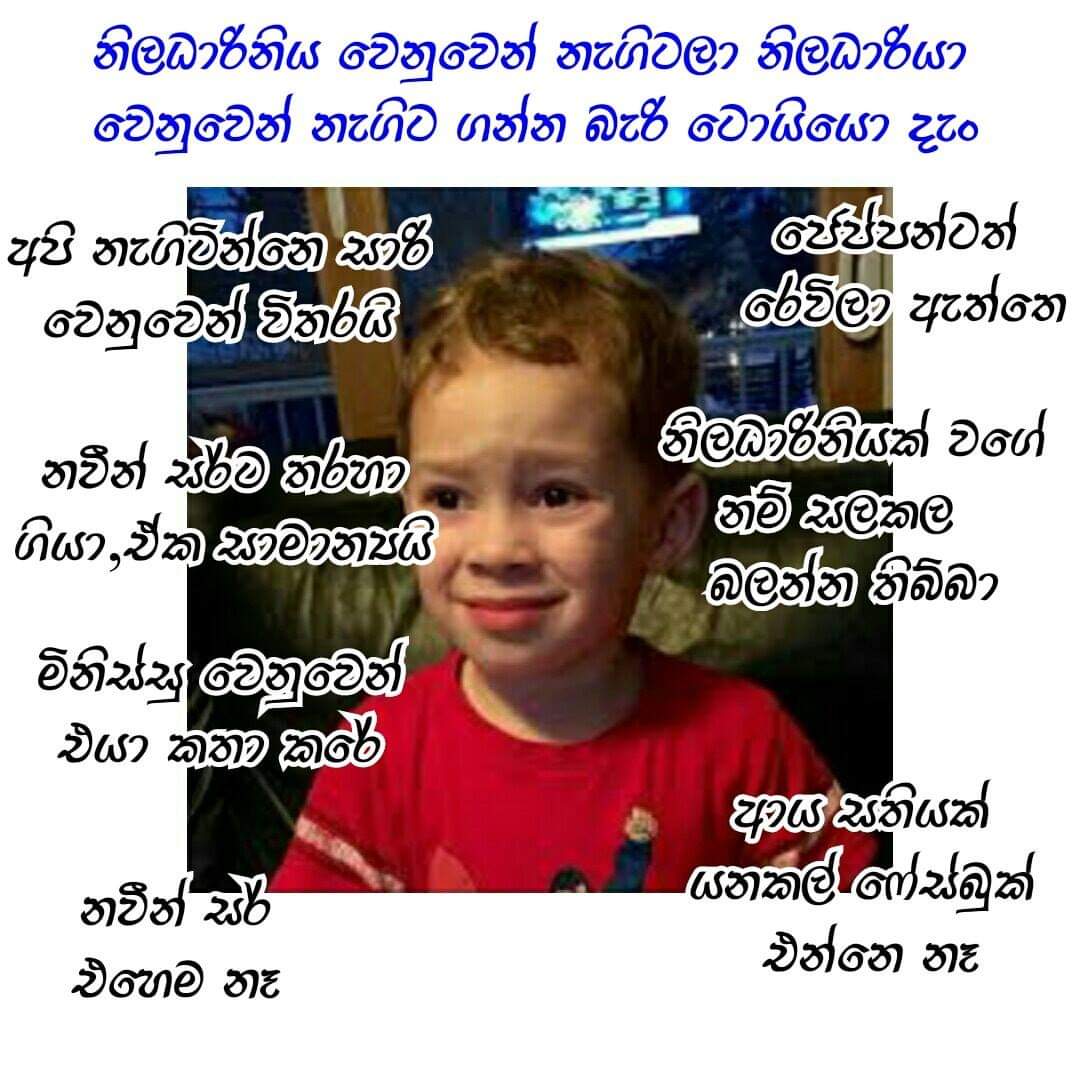 නිලධාරිනිය වෙනුවෙන් නැගිටලා නිලධාරියා
වෙනුවෙන් නැගිට ගන්න බැරි ටොයියො දැං
අපි නැගිටින්නෙ සාරි
වෙනුවෙන් විතරයි
ජෙප්පන්ටත්
රෙවිලා ඇත්තෙ
නවීන් සර්ට තරහා
ගියා,ඒක සාමාන්‍යයි
නිලධාරිනියක් වගේ
නම් සලකල
බලන්න තිබ්බා
මිනිස්සු වෙනුවෙන්
එයා කතා කරේ
ආය සතියක්
යනකල් ෆේස්බුක්
එන්නෙ නෑ
නවීන් සර්
එහෙම නෑ